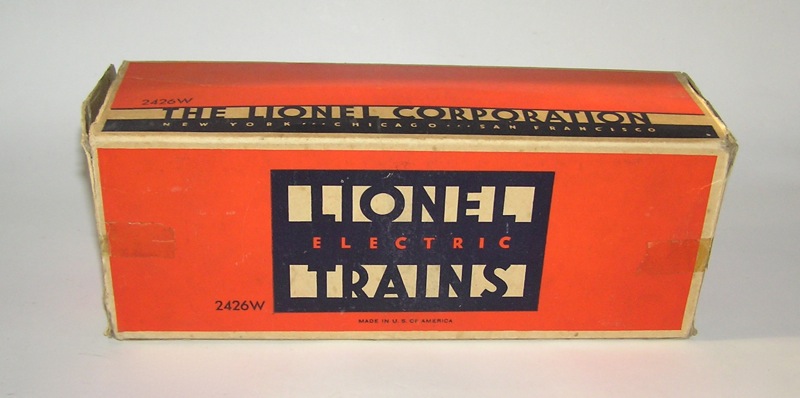 2426W
THE LIONEL CORPORATION
NEW YORK···CHICAGO···SAN FRANCISCO
LIONEL
ELECTRIC
TRAINS
2426W
MADE IN U. S. OF AMERICA